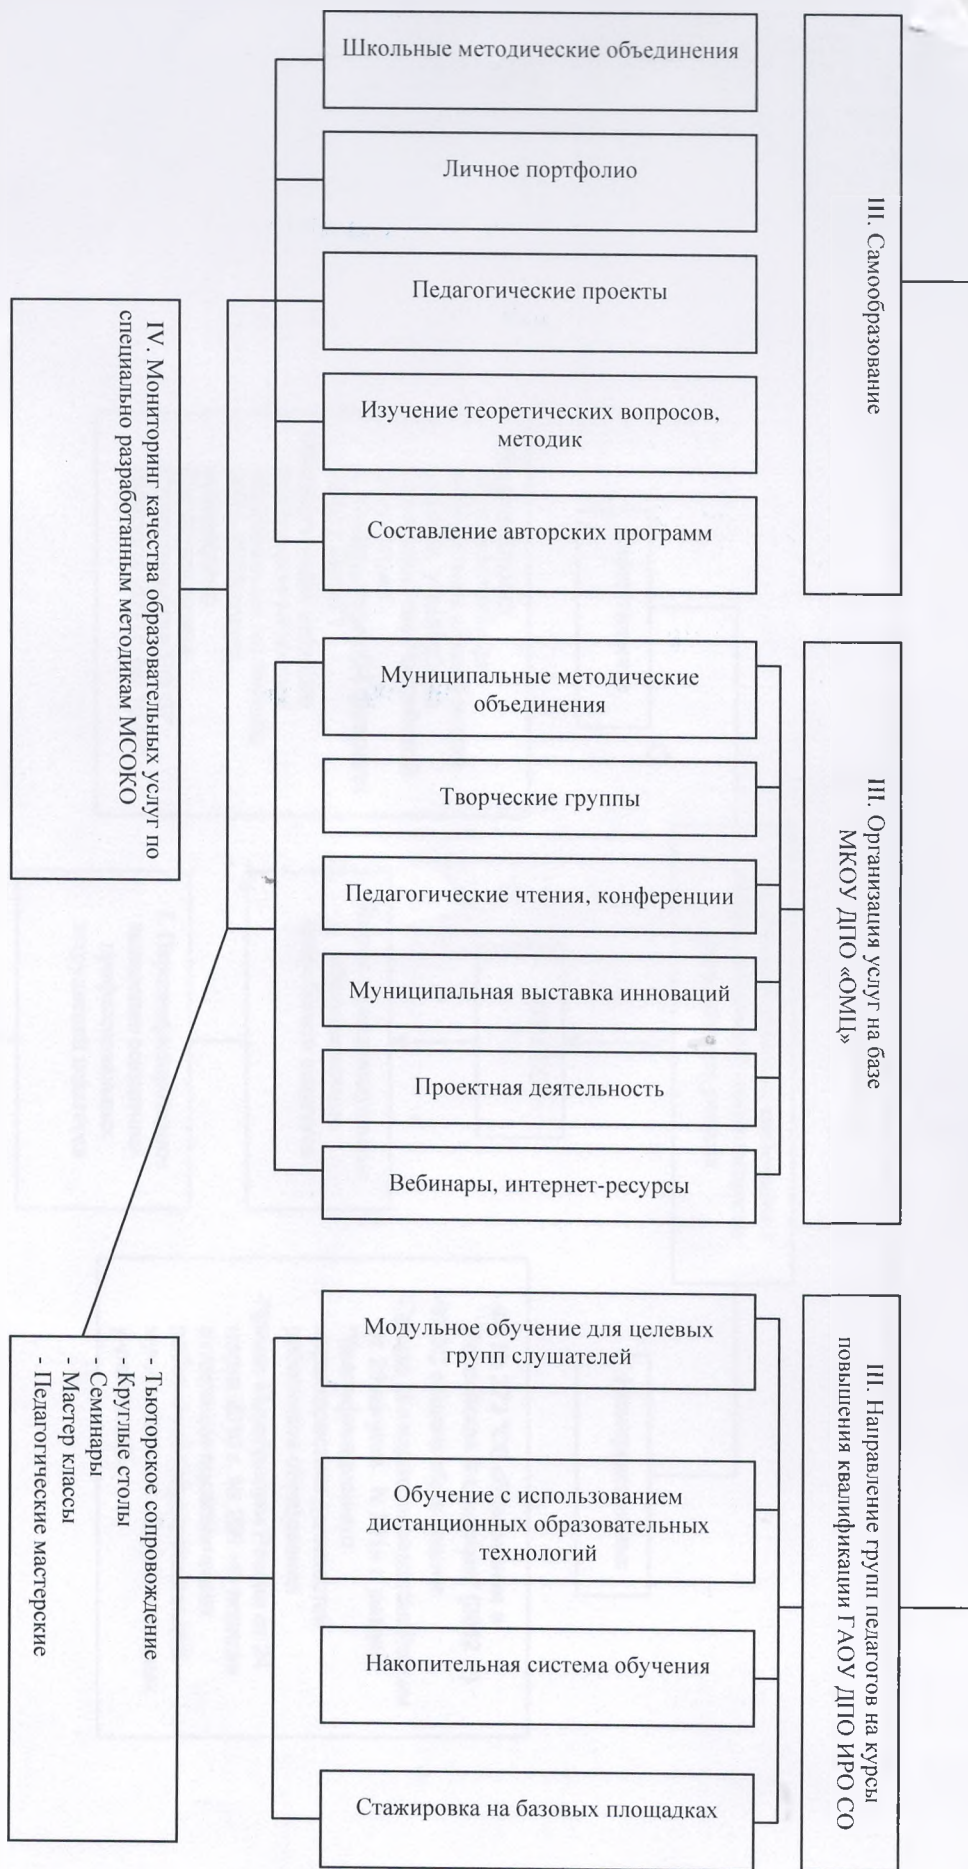 III. Самообразование
Школьные методические объединения
Личное портфолио
Педагогические проекты
Изучение теоретических вопросов,
методик
Составление авторских программ
III. Организация услуг на базе
МКОУ ДПО «ОМЦ»
Муниципальные методические
объединения
Творческие группы
Педагогические чтения, конференции
Муниципальная выставка инноваций
Проектная деятельность
Вебинары, интернет-ресурсы
III. Направление групп педагогов на курсы
повышения квалификации ГАОУ ДПО ИРО СО
Модульное обучение для целевых
групп слушателей
Обучение с использованием
дистанционных образовательных
технологий
Накопительная система обучения
Стажировка на базовых площадках
IV. Мониторинг качества образовательных услуг по
специально разработанным методикам МСОКО
- Тьюторское сопровождение
- Круглые столы
- Семинары
- Мастер классы
- Педагогические мастерские